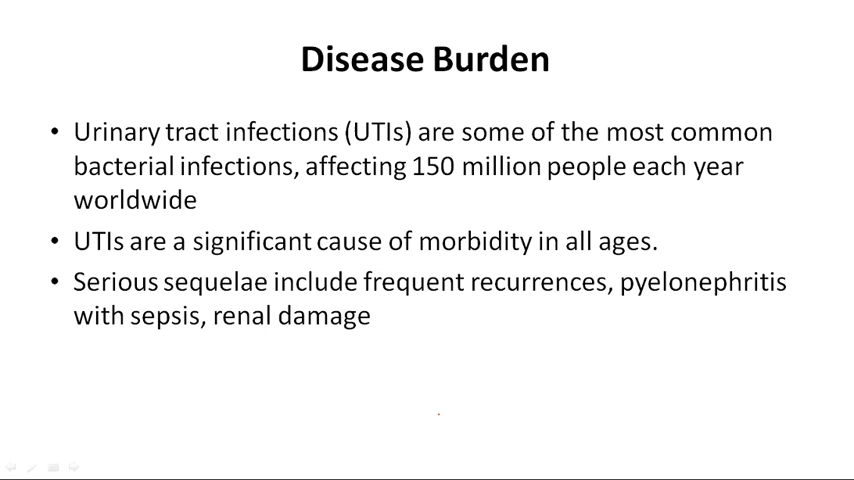 Disease Burden
• Urinary tract infections (UTIs) are some of the most common
bacterial infections, affecting 150 million people each year
worldwide
• UTIs are a significant cause of morbidity in all ages.
• Serious sequelae include frequent recurrences, pyelonephritis
with sepsis, renal damage